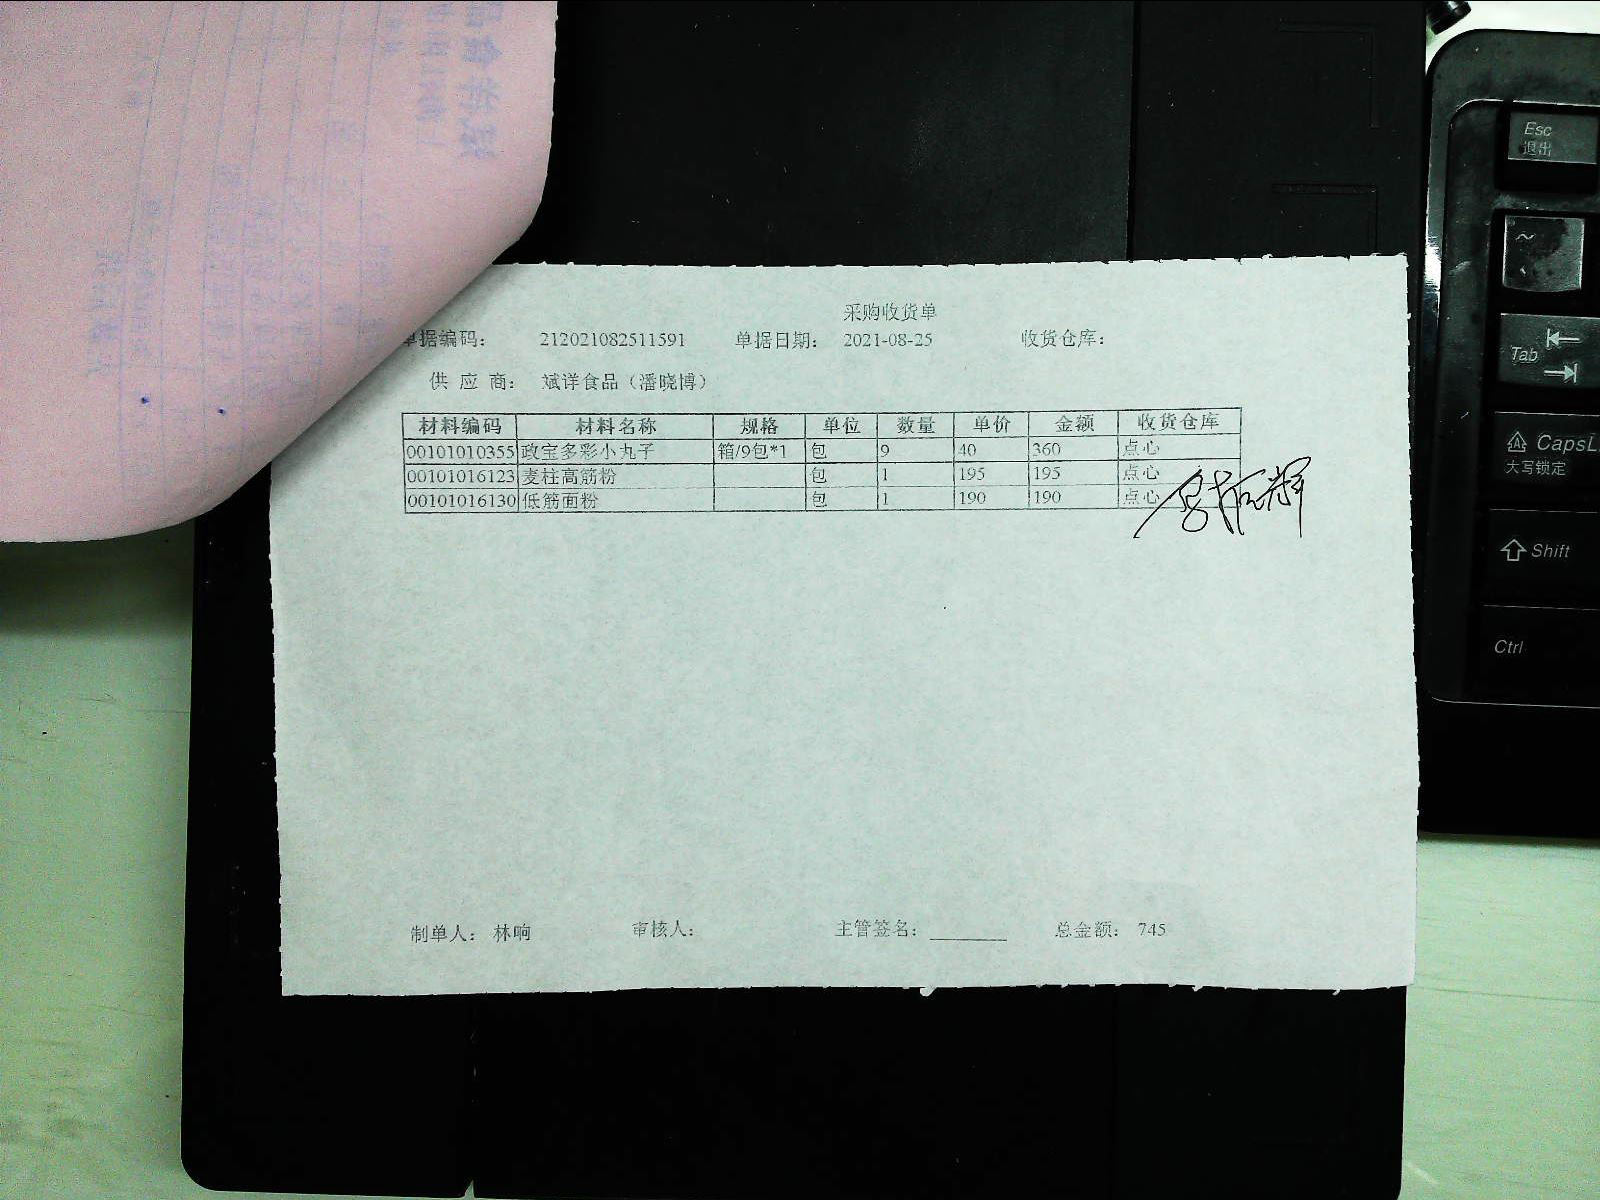 采购收货单
单据编码： 212021082511591 单据日期： 2021-08-25 收货仓库：
供 应 商： 斌详食品（潘晓博）
材料编码 材料名称 规格 单位 数量 单价 金额 收货仓库
00101010355 政宝多彩小丸子 箱/9包*1 包 9 40 360 点心
00101016123 麦柱高筋粉 包 1 195 195 点心
00101016130 低筋面粉 包 1 190 190 点心
制单人： 林响 审核人： 主管签名： 总金额： 745
Esc
退出
~
Tab
CapsL
大写锁定
Shift
Ctrl